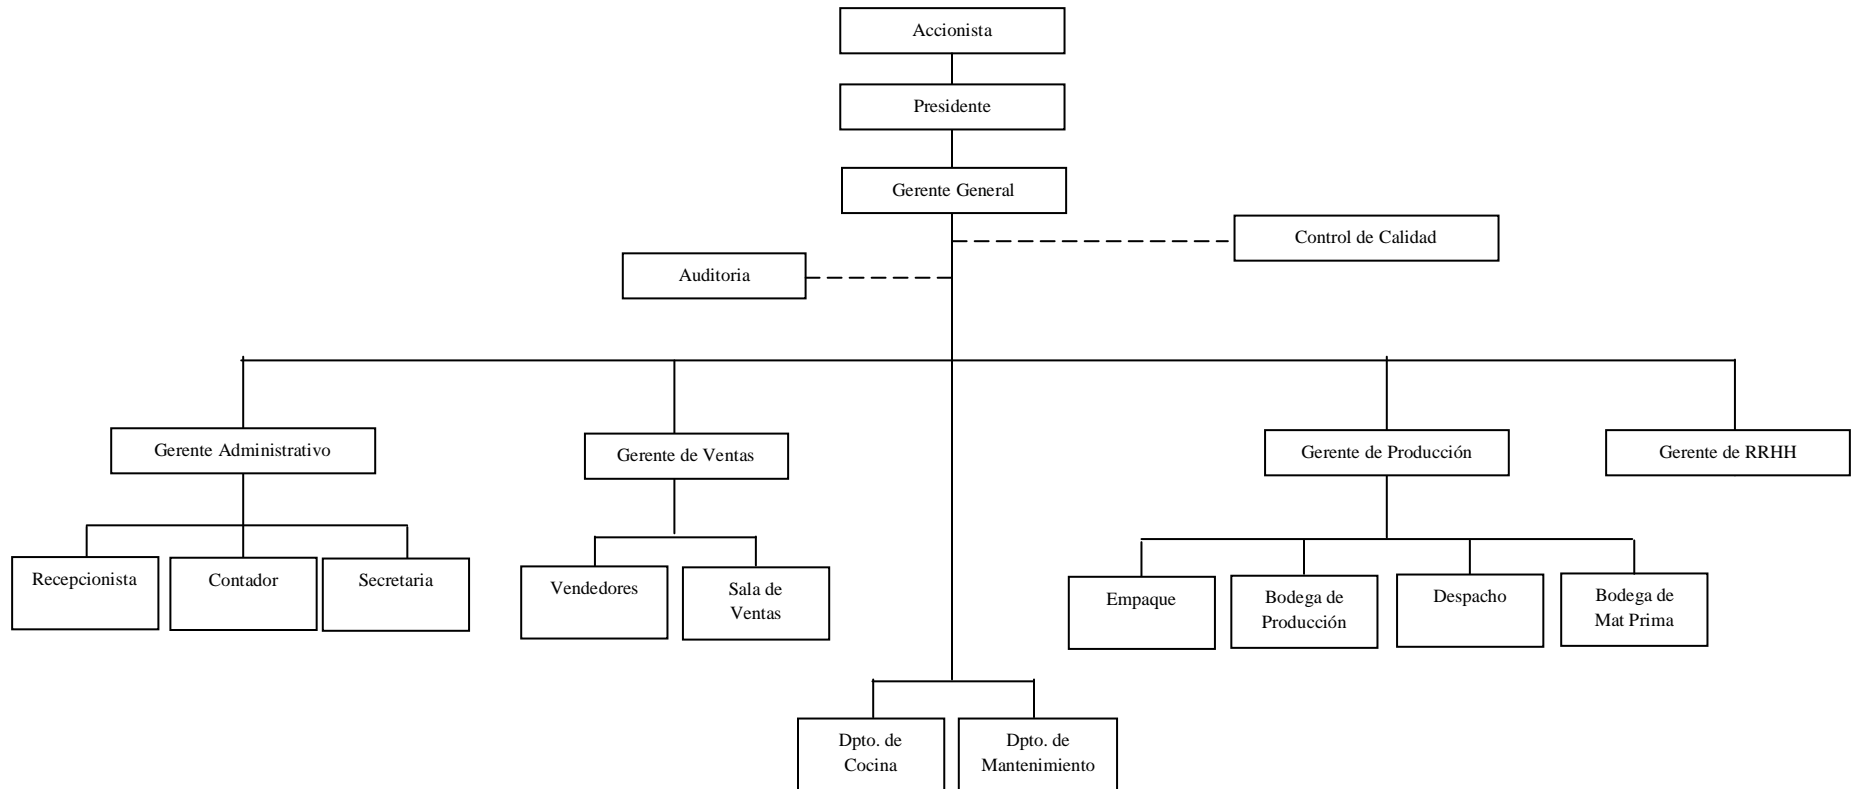 Accionista
Presidente
Gerente General
Control de Calidad
Auditoria
Gerente Administrativo
Gerente de Ventas
Gerente de Producción
Gerente de RRHH
Recepcionista
Contador
Secretaria
Vendedores
Sala de
Ventas
Empaque
Bodega de
Producción
Despacho
Bodega de
Mat Prima
Dpto. de
Cocina
Dpto. de
Mantenimiento